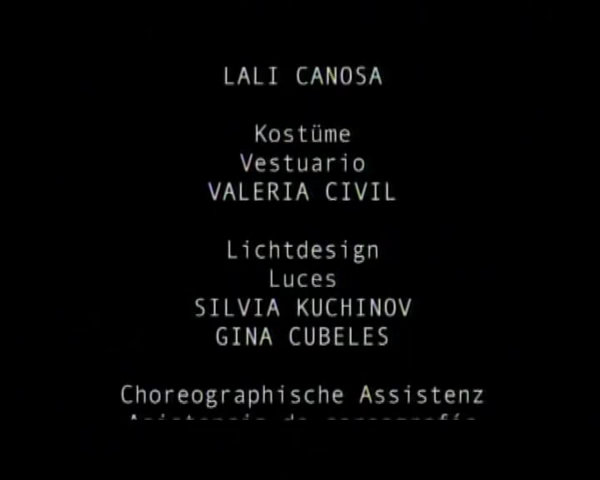 LALI CANOSA
Kostüme
Vestuario
VALERIA CIVIL
Lichtdesign
Luces
SILVIA KUCHINOV
GINA CUBELES
Choreographische Assistenz